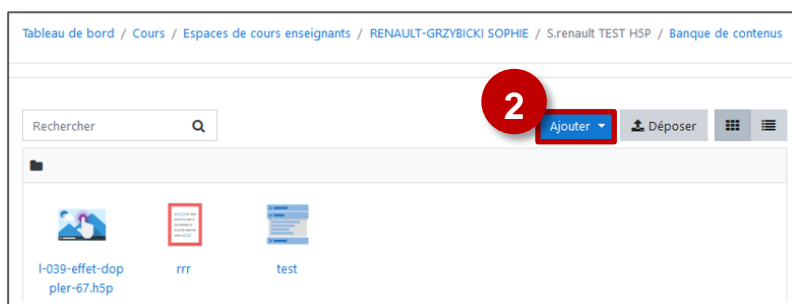 Tableau de bord / Cours / Espaces de cours enseignants / RENAULT-GRZYBICKI SOPHIE / S.renault TEST H5P / Banque de contenus
2
Rechercher
Ajouter
Déposer
l-039-effet-dop
pler-67.h5p
rrr
test